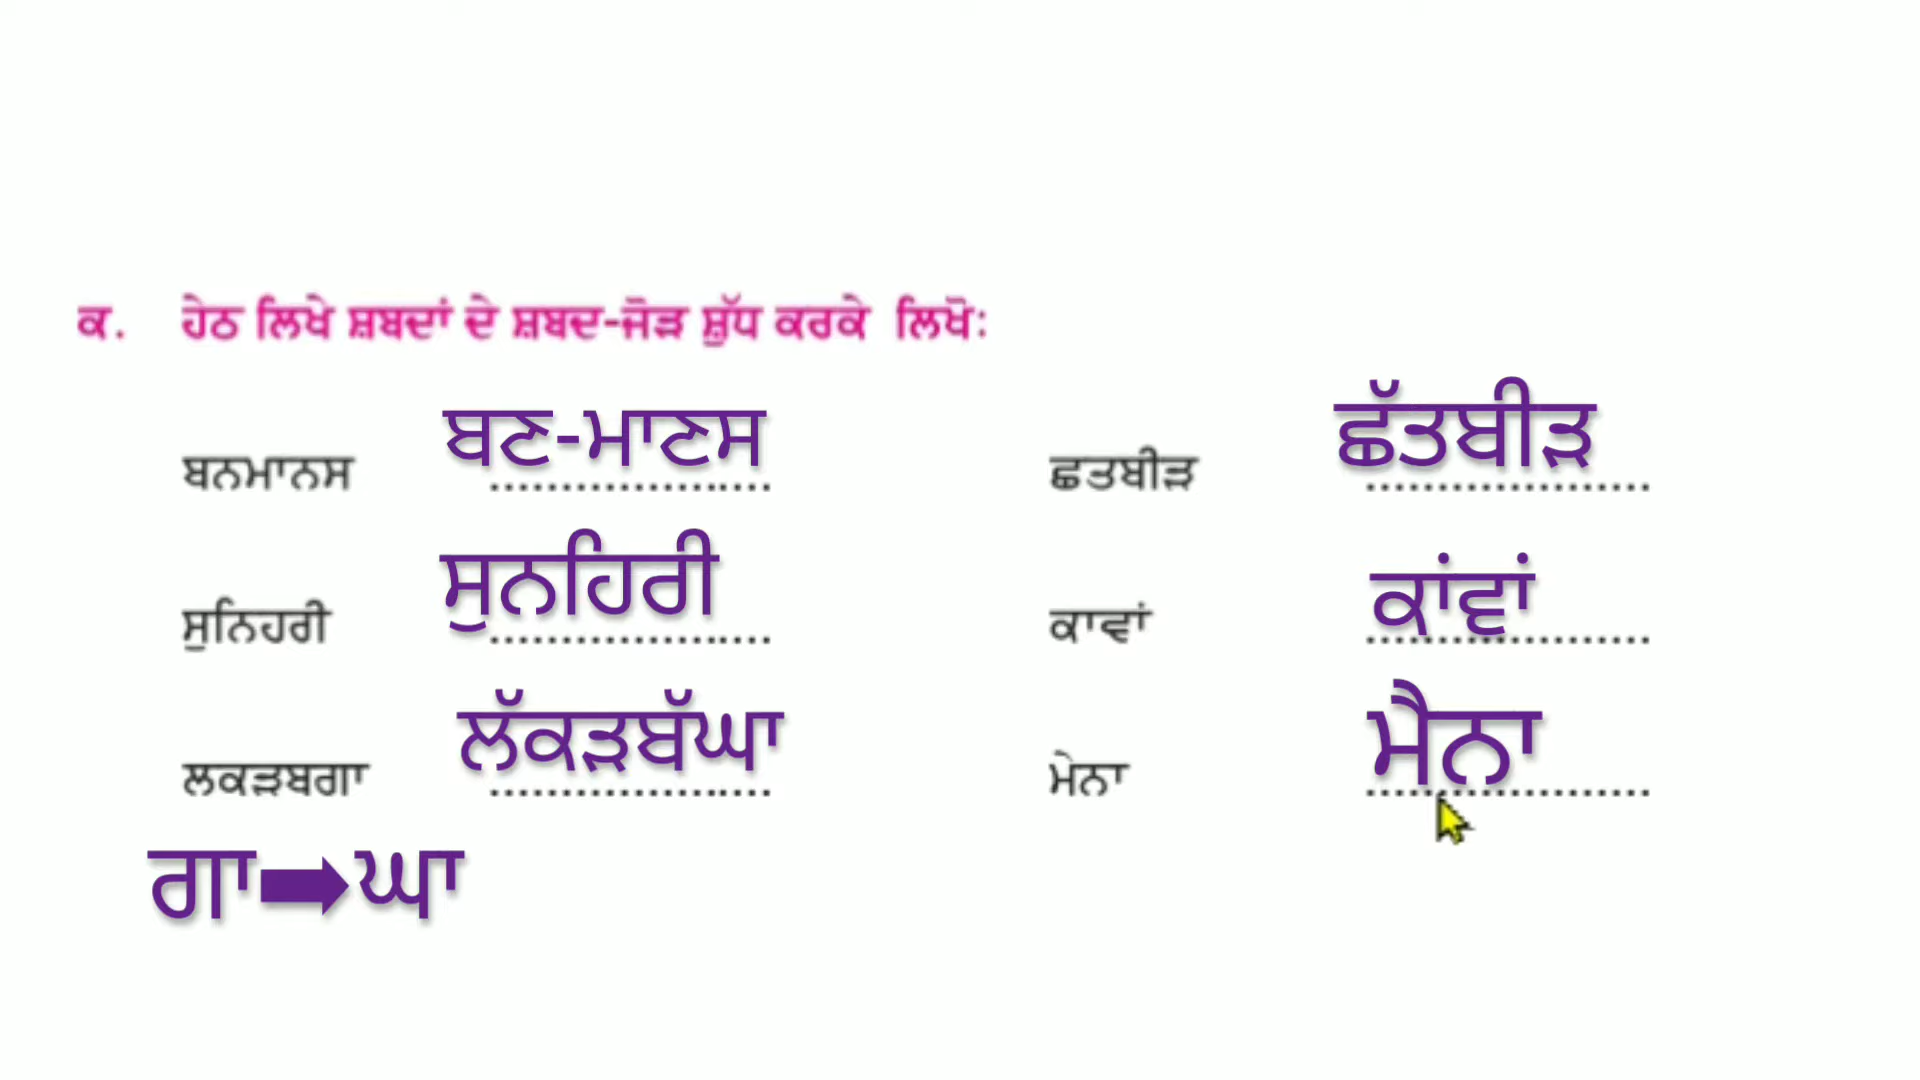 ਕ. ਹੇਠ ਲਿਖੇ ਸ਼ਬਦਾਂ ਦੇ ਸ਼ਬਦ-ਜੋੜ ਸ਼ੁੱਧ ਕਰਕੇ ਲਿਖੋ:
ਬਨਮਾਨਸ ਬਣ-ਮਾਣਸ ਛਤਬੀੜ ਛੱਤਬੀੜ
ਸੁਨਿਹਰੀ ਸੁਨਹਿਰੀ ਕਾਵਾਂ ਕਾਂਵਾਂ
ਲਕੜਬਗਾ ਲੱਕੜਬੱਘਾ ਮੇਨਾ ਮੈਨਾ
ਗਾ➡ਘਾ